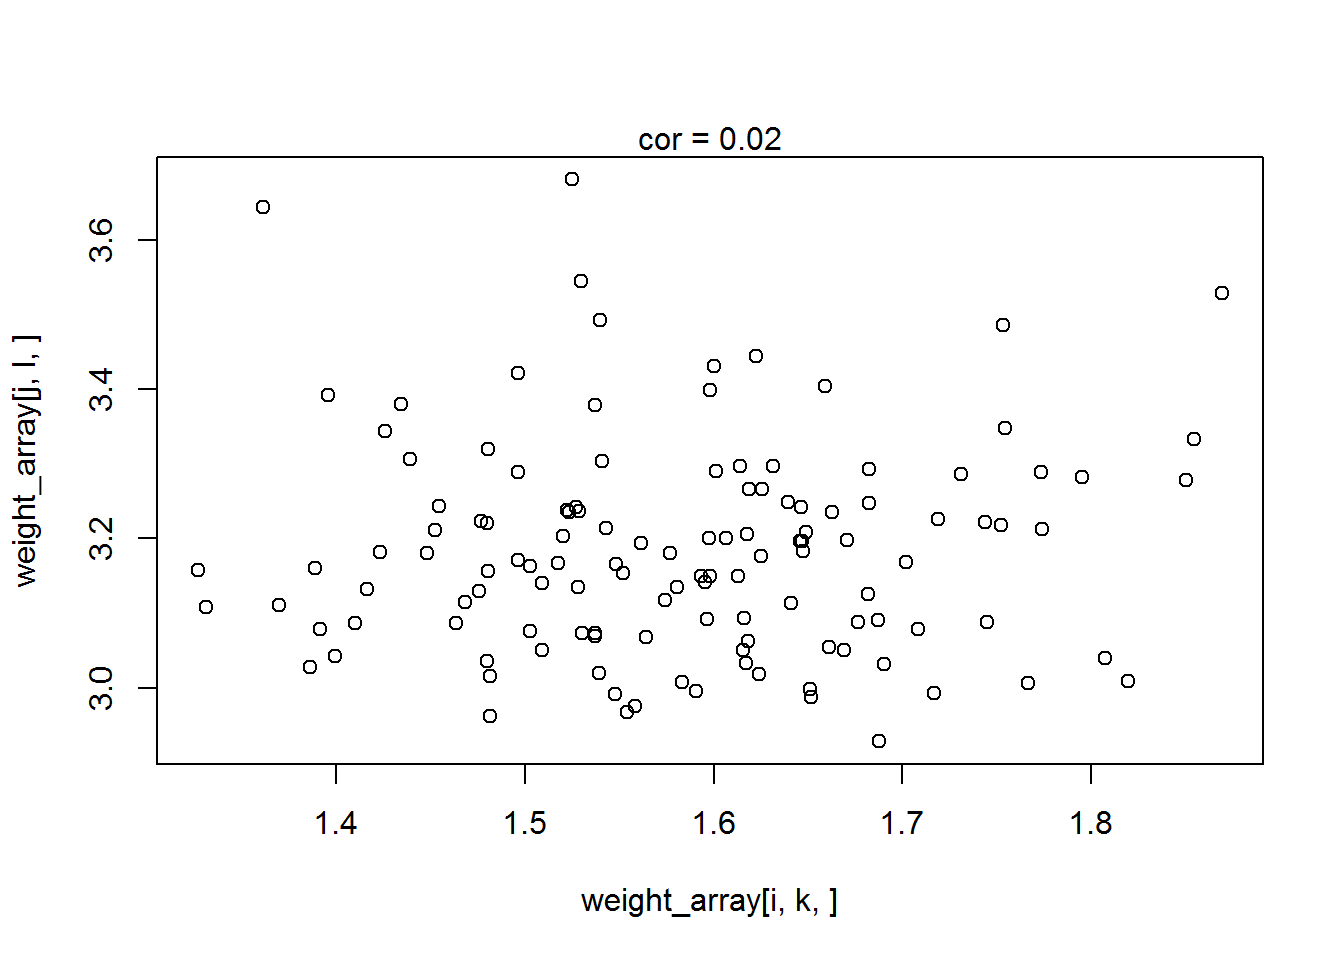 cor = 0.02
weight_array[j, l, ]
3.6
3.4
3.2
3.0
1.4 1.5 1.6 1.7 1.8
weight_array[i, k, ]